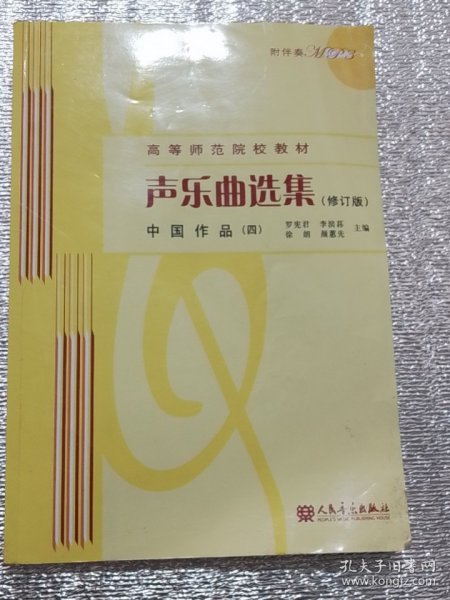 附伴奏MP3
高等师范院校教材
声乐曲选集(修订版)
中国作品(四)
罗宪君 李滨荪
徐朗 颜蕙先 主编
人民音乐出版社
PEOPLE'S MUSIC PUBLISHING HOUSE
孔夫子旧书网
www.kongfz.com